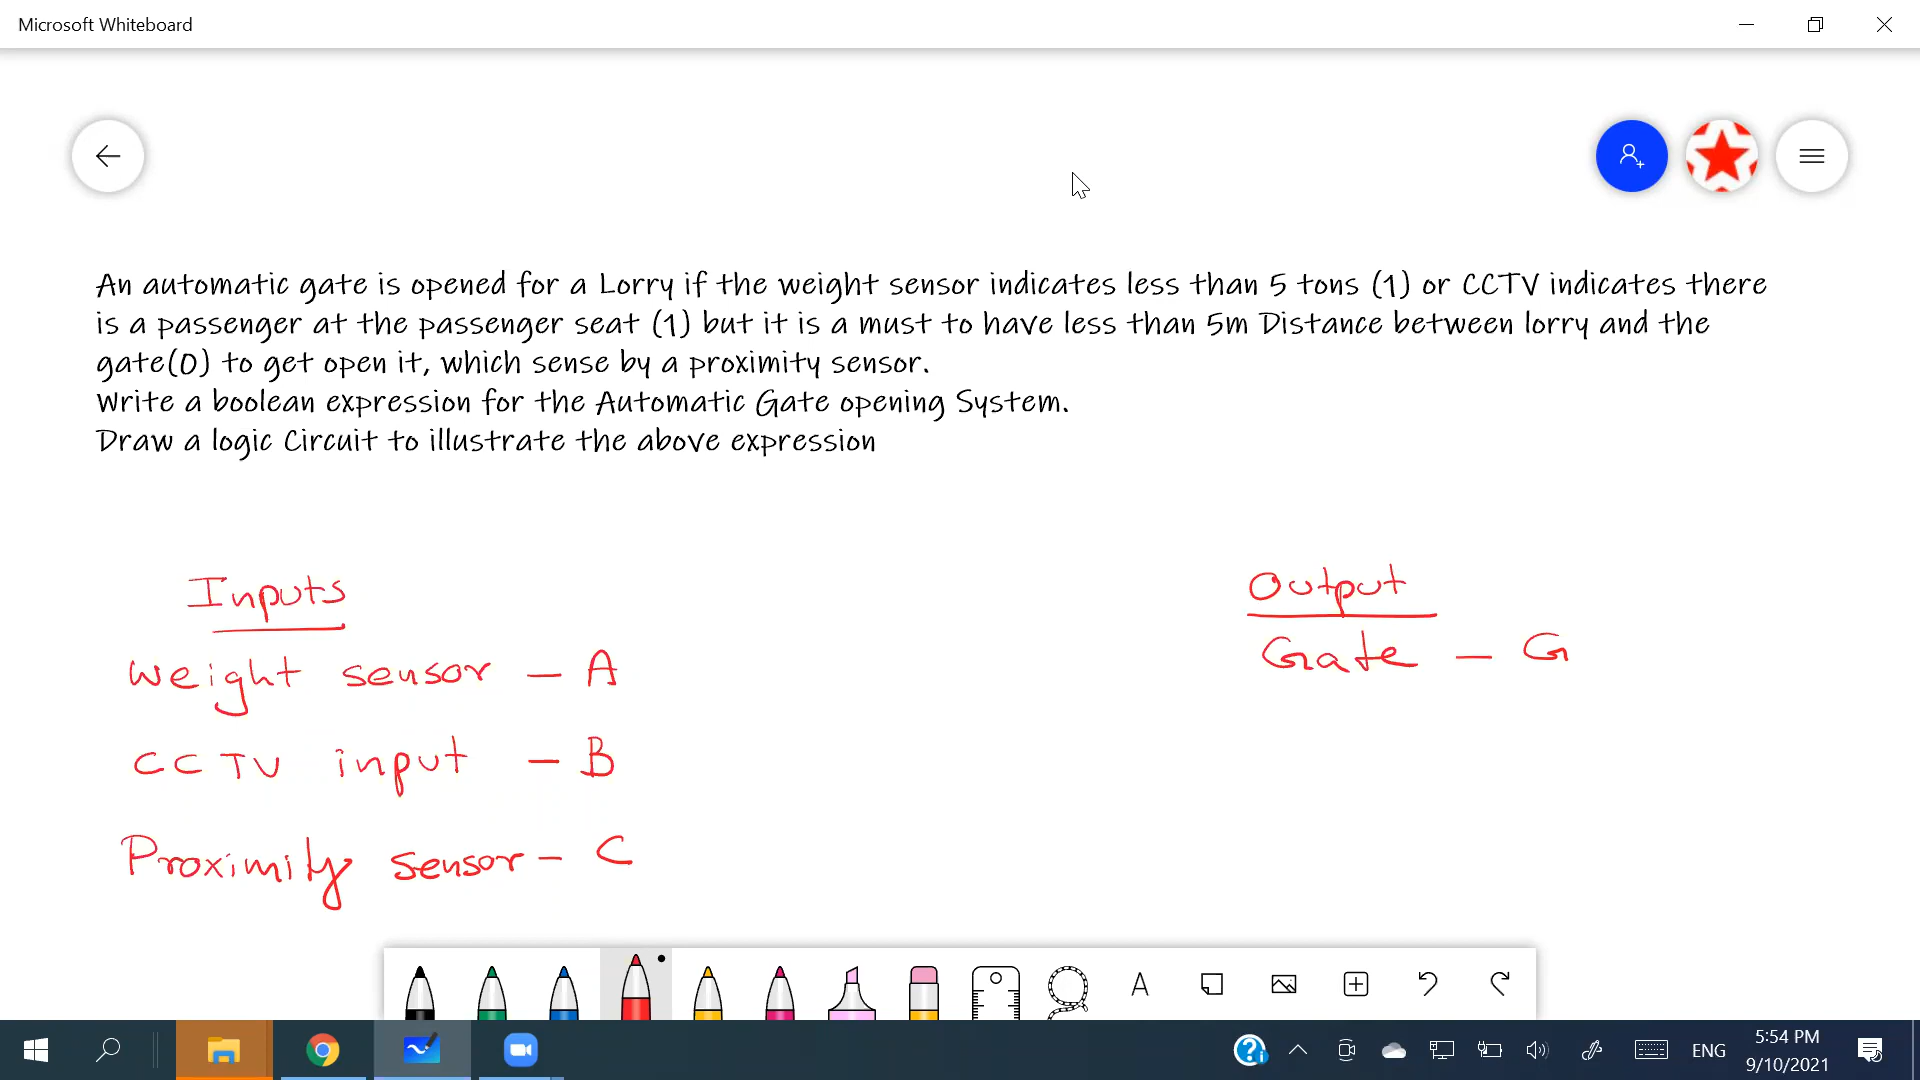 Microsoft Whiteboard
An automatic gate is opened for a Lorry if the weight sensor indicates less than 5 tons (1) or CCTV indicates there
is a passenger at the passenger seat (1) but it is a must to have less than 5m Distance between lorry and the
gate(0) to get open it, which sense by a proximity sensor.
Write a boolean expression for the Automatic Gate opening System.
Draw a logic Circuit to illustrate the above expression
Inputs
Output
Weight sensor – A
Gate – G
CCTV input – B
Proximity sensor – C
A
ENG
5:54 PM
9/10/2021